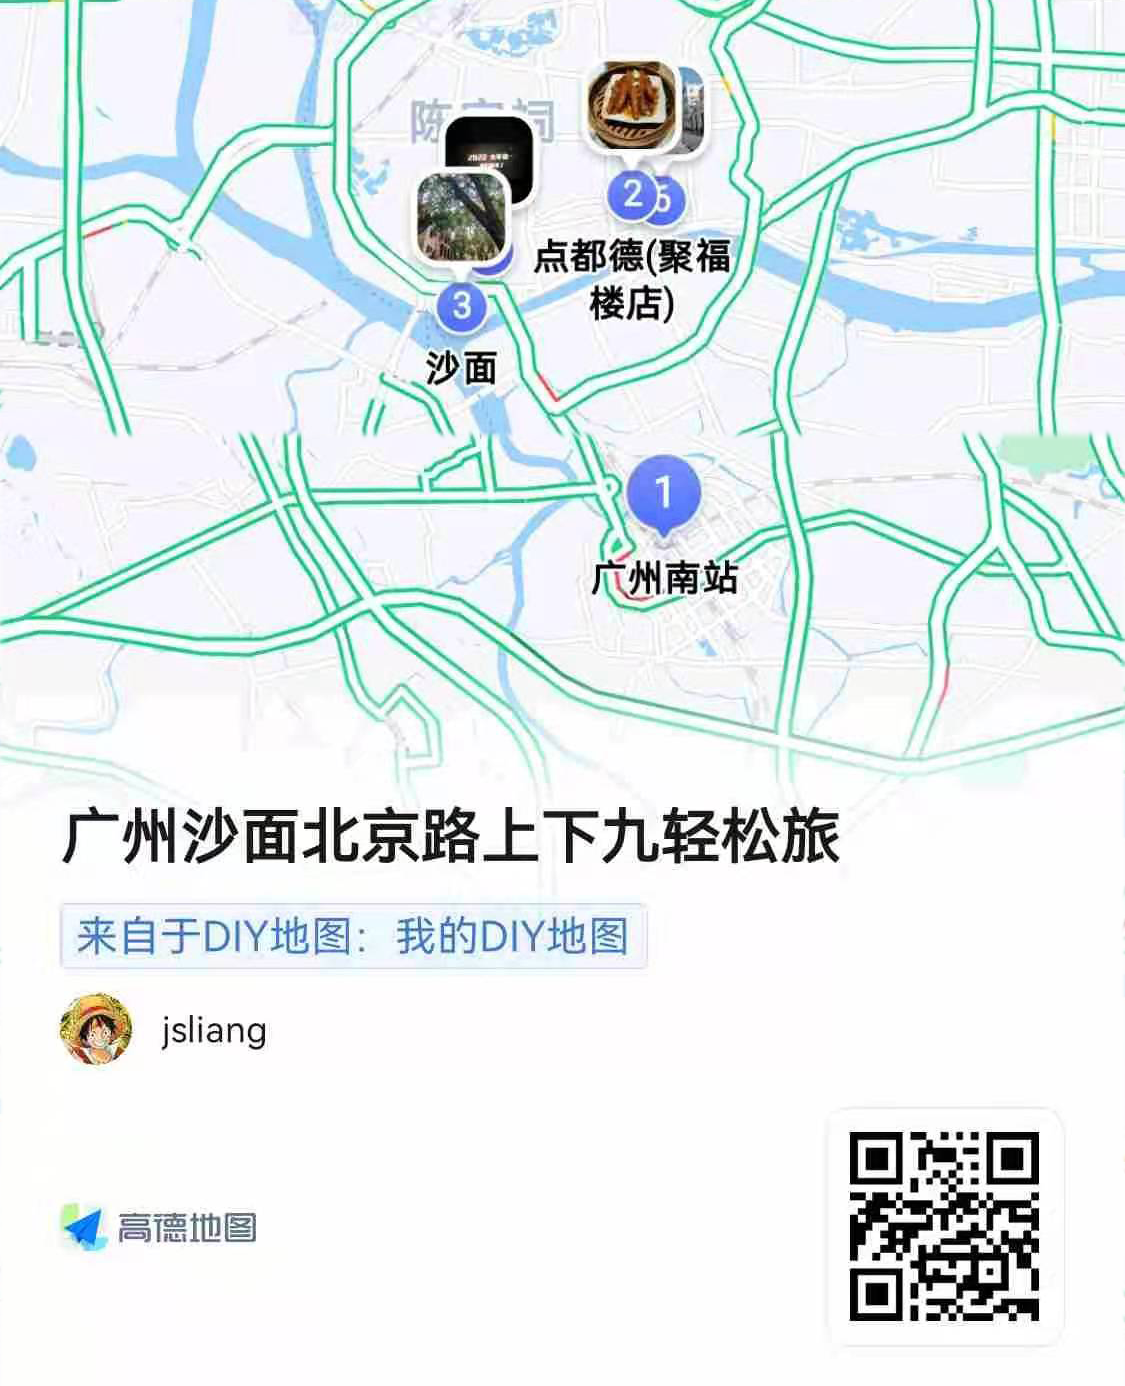 陈家祠
2
5
点都德(聚福
楼店)
3
沙面
1
广州南站
广州沙面北京路上下九轻松旅
来自于DIY地图：我的DIY地图
jsliang
高德地图